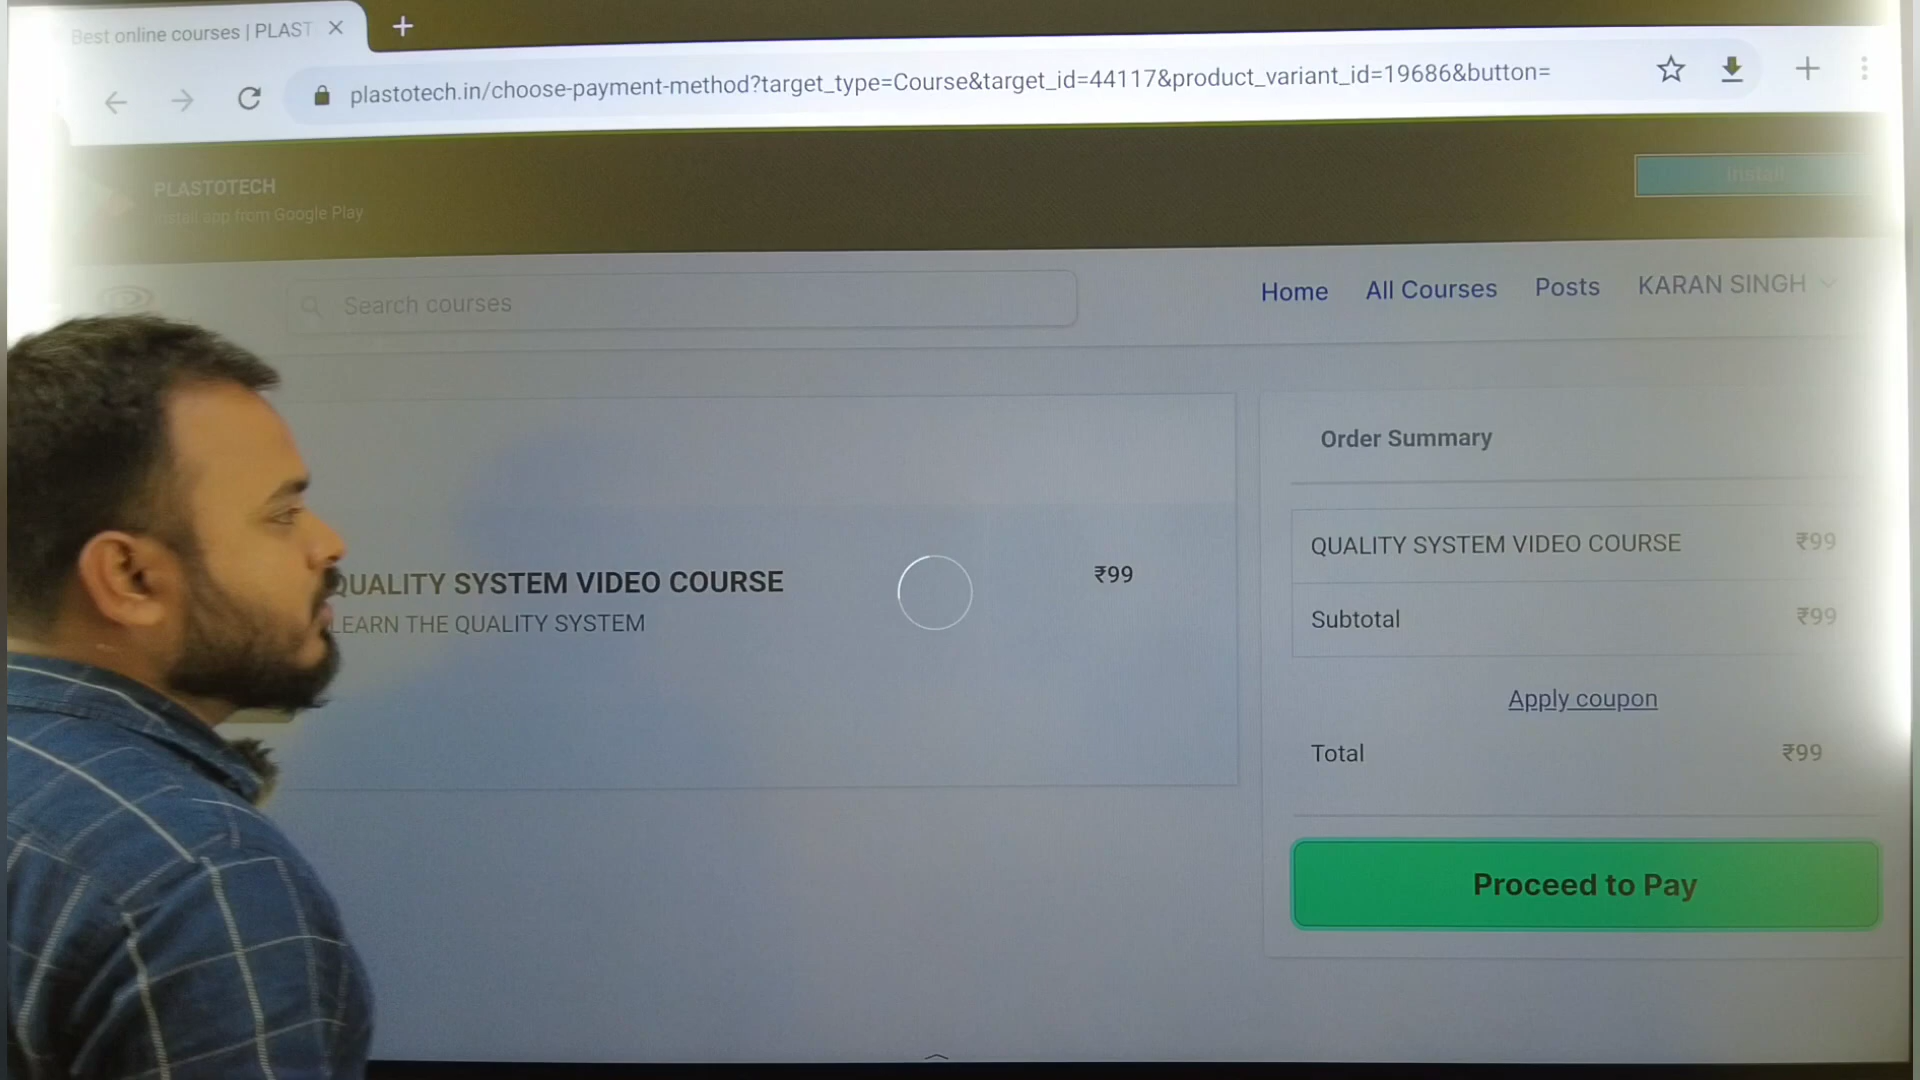 Best online courses | PLAST
plastotech.in/choose-payment-method?target_type=Course&target_id=44117&product_variant_id=19686&button=
PLASTOTECH
Install app from Google Play
Install
Search courses
Home
All Courses
Posts
KARAN SINGH
QUALITY SYSTEM VIDEO COURSE
LEARN THE QUALITY SYSTEM
₹99
Order Summary
QUALITY SYSTEM VIDEO COURSE ₹99
Subtotal ₹99
Apply coupon
Total ₹99
Proceed to Pay